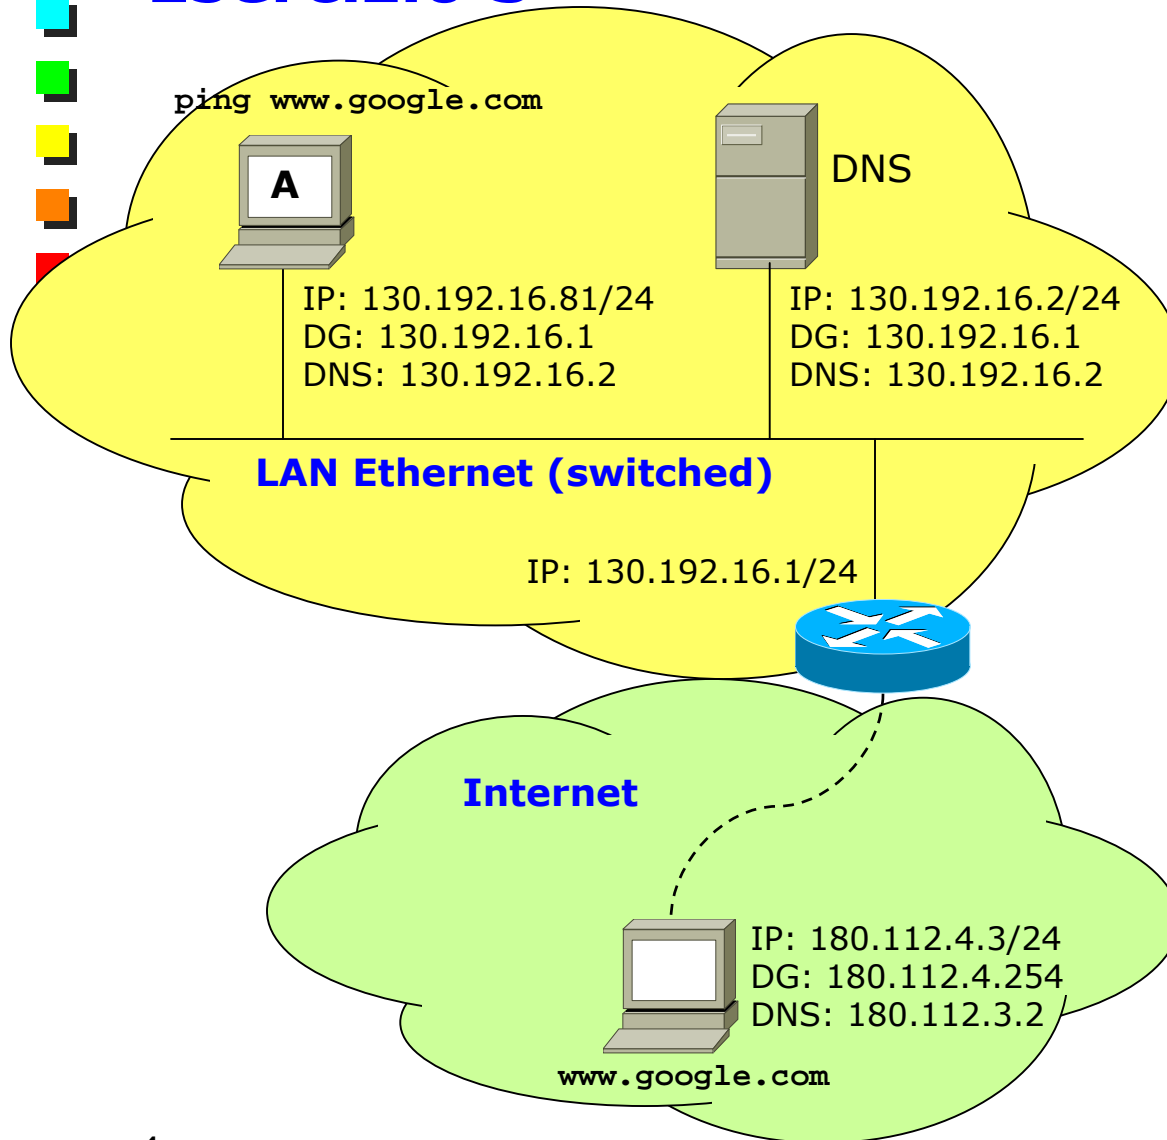 ping www.google.com
A
DNS
IP: 130.192.16.81/24
DG: 130.192.16.1
DNS: 130.192.16.2
IP: 130.192.16.2/24
DG: 130.192.16.1
DNS: 130.192.16.2
LAN Ethernet (switched)
IP: 130.192.16.1/24
Internet
IP: 180.112.4.3/24
DG: 180.112.4.254
DNS: 180.112.3.2
www.google.com